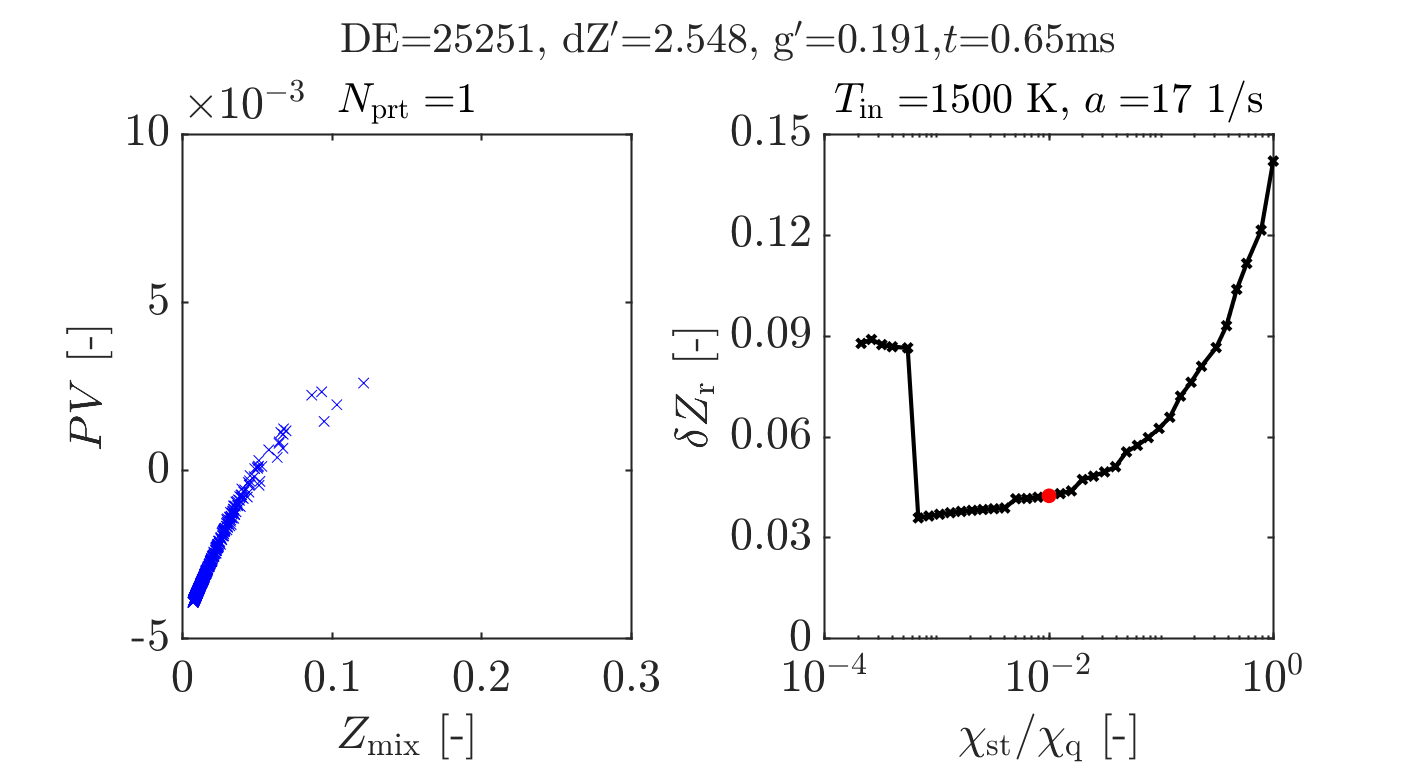 DE=25251, dZ′=2.548, g′=0.191,t=0.65ms
×10⁻³ N_prt =1
10
5
0
-5
PV [-]
0 0.1 0.2 0.3
Z_mix [-]
T_in =1500 K, a =17 1/s
0.15
0.12
0.09
0.06
0.03
0
δZ_r [-]
10⁻⁴ 10⁻² 10⁰
χ_st/χ_q [-]